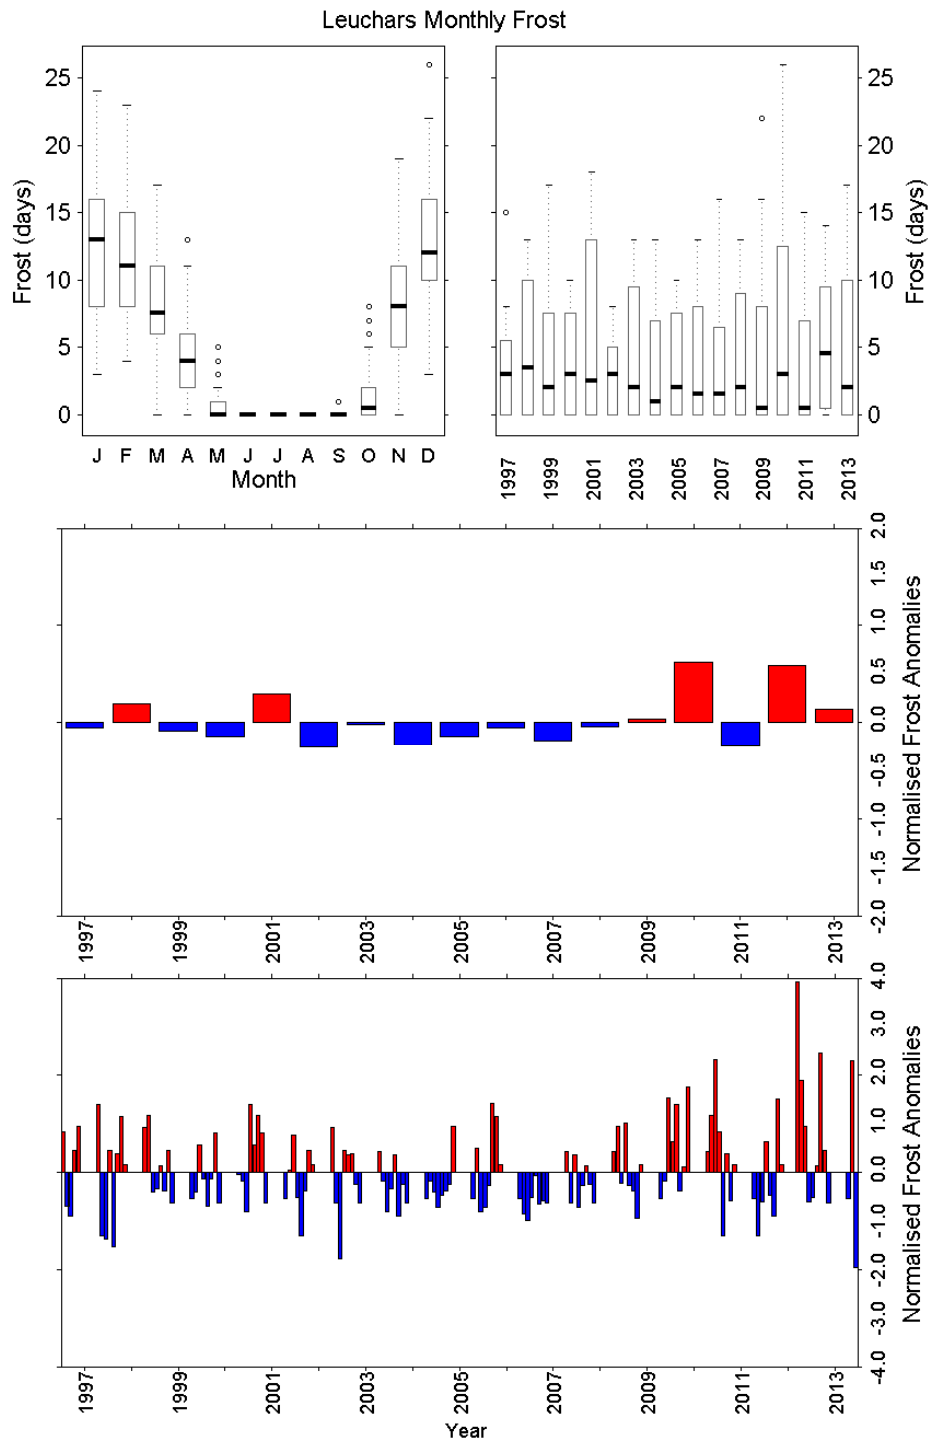 Leuchars Monthly Frost
Frost (days)
25
20
15
10
5
0
J F M A M J J A S O N D
Month
25
20
15
10
5
0
Frost (days)
1997 1999 2001 2003 2005 2007 2009 2011 2013
2.0
1.5
1.0
0.5
0.0
-0.5
-1.0
-1.5
-2.0
Normalised Frost Anomalies
1997 1999 2001 2003 2005 2007 2009 2011 2013
4.0
3.0
2.0
1.0
0.0
-1.0
-2.0
-3.0
-4.0
Normalised Frost Anomalies
1997 1999 2001 2003 2005 2007 2009 2011 2013
Year